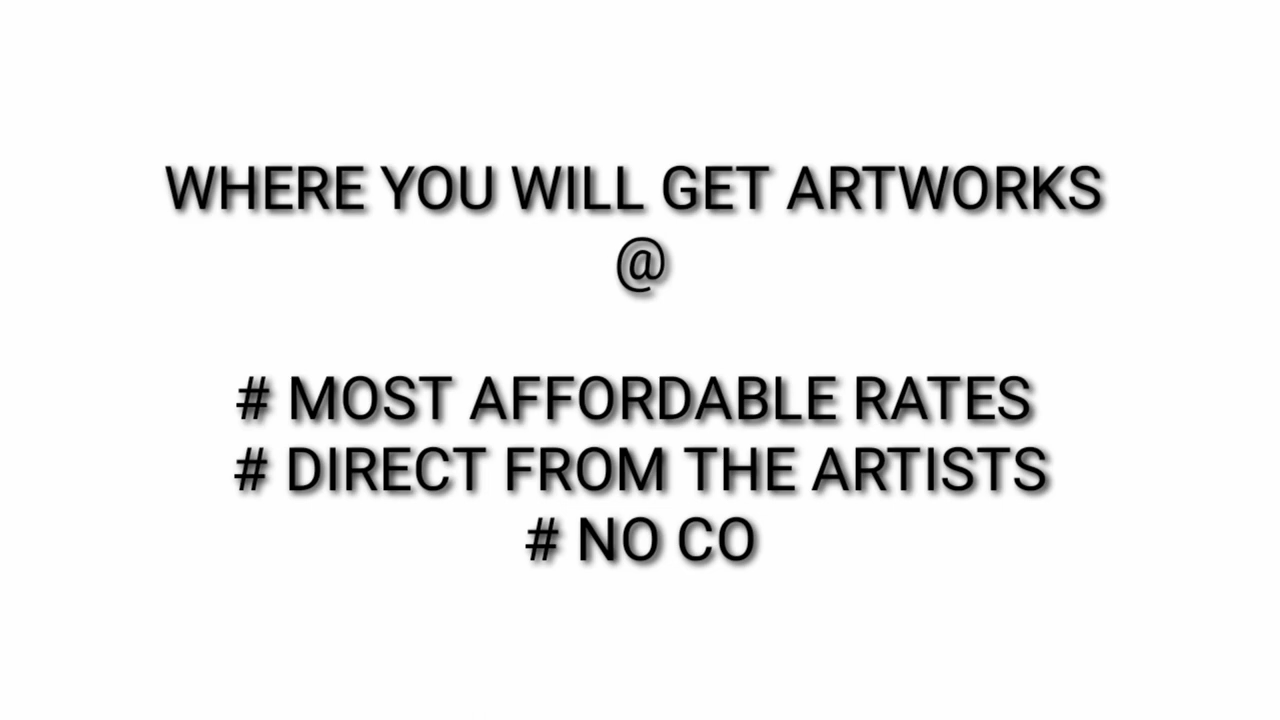 WHERE YOU WILL GET ARTWORKS
@
# MOST AFFORDABLE RATES
# DIRECT FROM THE ARTISTS
# NO CO